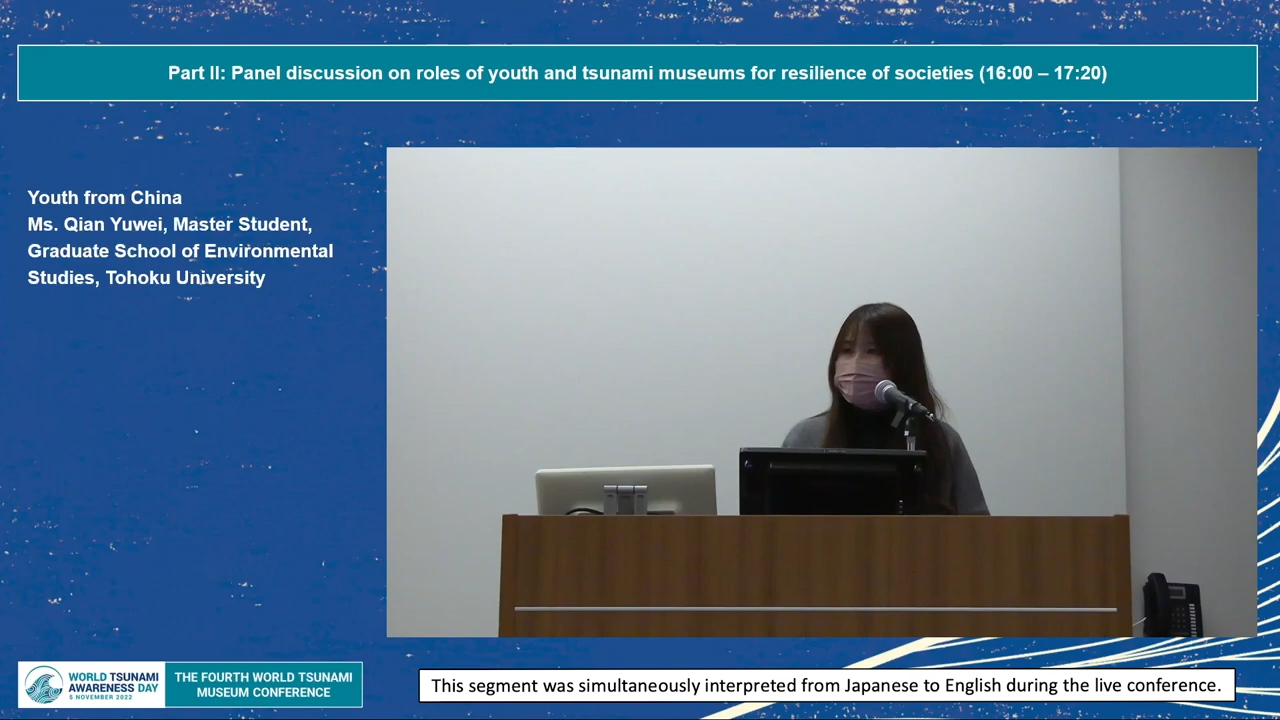 Part II: Panel discussion on roles of youth and tsunami museums for resilience of societies (16:00 – 17:20)
Youth from China
Ms. Qian Yuwei, Master Student,
Graduate School of Environmental
Studies, Tohoku University
WORLD TSUNAMI
AWARENESS DAY
5 NOVEMBER 2022
THE FOURTH WORLD TSUNAMI
MUSEUM CONFERENCE
This segment was simultaneously interpreted from Japanese to English during the live conference.